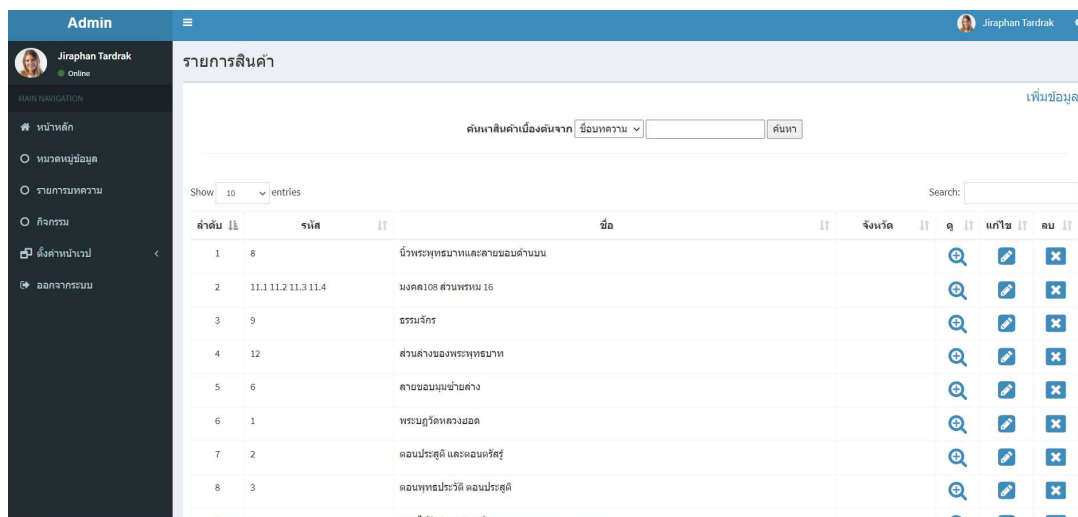 Admin
Jiraphan Tardrak
Jiraphan Tardrak
Online
MAIN NAVIGATION
หน้าหลัก
หมวดหมู่ข้อมูล
รายการบทความ
กิจกรรม
ตั้งค่าหน้าเวป
ออกจากระบบ
รายการสินค้า
เพิ่มข้อมูล
ค้นหาสินค้าเบื้องต้นจาก ชื่อบทความ ค้นหา
Show 10 entries Search:
ลำดับ รหัส ชื่อ จังหวัด ดู แก้ไข ลบ
1 8 นิ้วพระพุทธบาทและลายขอบด้านบน
2 11.1 11.2 11.3 11.4 มงคล108 ส่วนพรหม 16
3 9 ธรรมจักร
4 12 ส่วนล่างของพระพุทธบาท
5 6 ลายขอบมุมซ้ายล่าง
6 1 พระบฏวัดหลวงฮอด
7 2 ตอนประสูติ และตอนตรัสรู้
8 3 ตอนพุทธประวัติ ตอนประสูติ